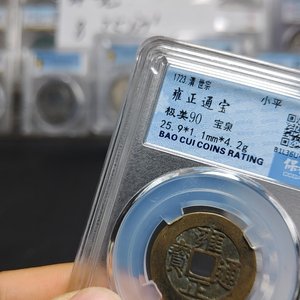 1723 清 世宗
雍正通宝 小平
极美90 宝泉
25.9*1.1mm*4.2g
BAO CUI COINS RATING
雍
通
正
寳